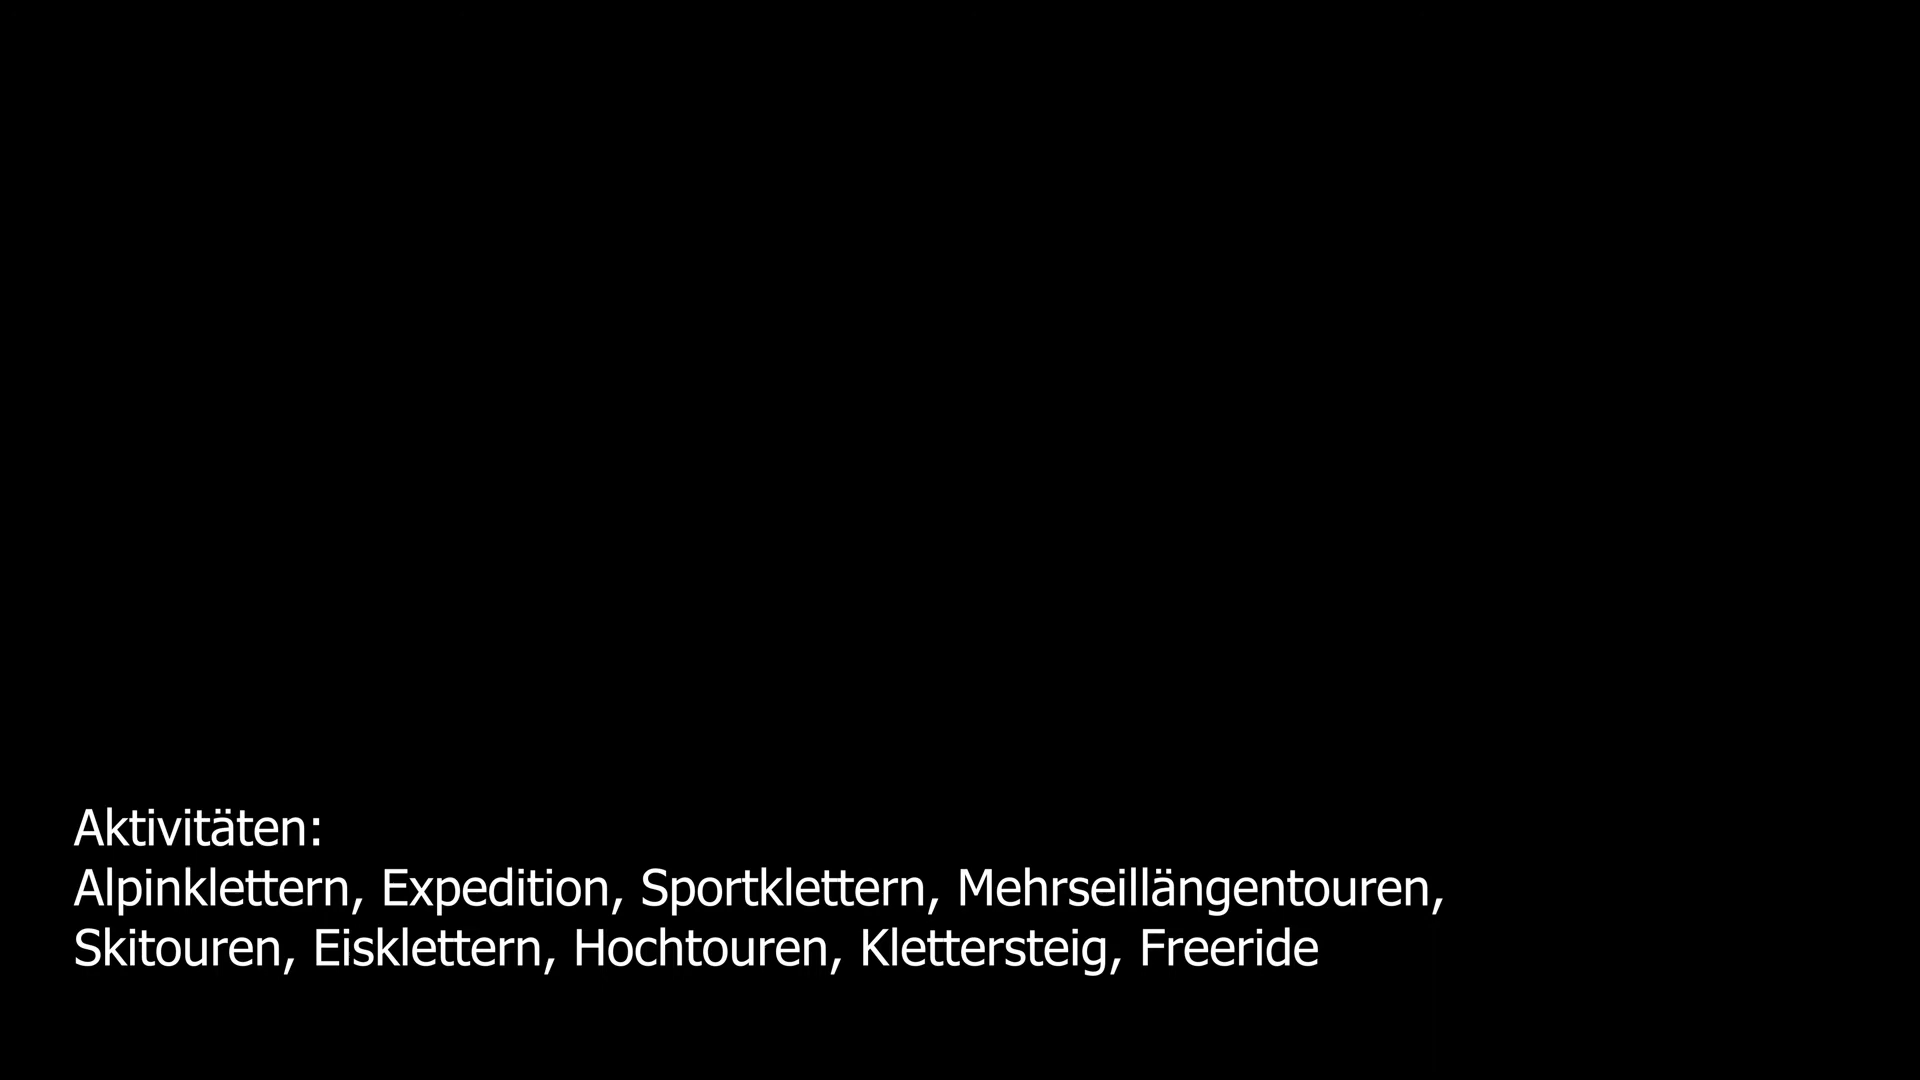 Aktivitäten:
Alpinklettern, Expedition, Sportklettern, Mehrseillängentouren,
Skitouren, Eisklettern, Hochtouren, Klettersteig, Freeride